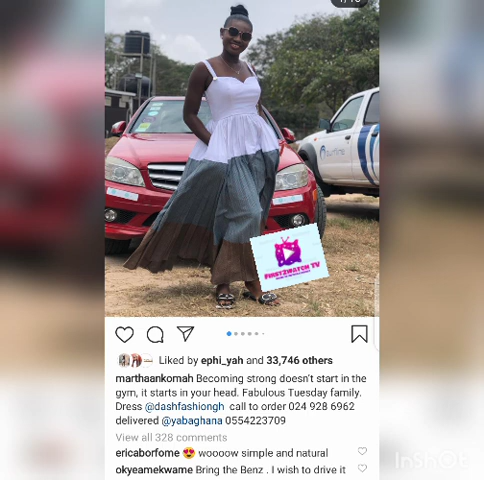 FIRST2WATCH TV
Liked by ephi_yah and 33,746 others
marthaankomah Becoming strong doesn't start in the
gym, it starts in your head. Fabulous Tuesday family.
Dress @dashfashiongh call to order 024 928 6962
delivered @yabaghana 0554223709
View all 328 comments
ericaborfome 😍 woooow simple and natural
okyeamekwame Bring the Benz . I wish to drive it
InShOt